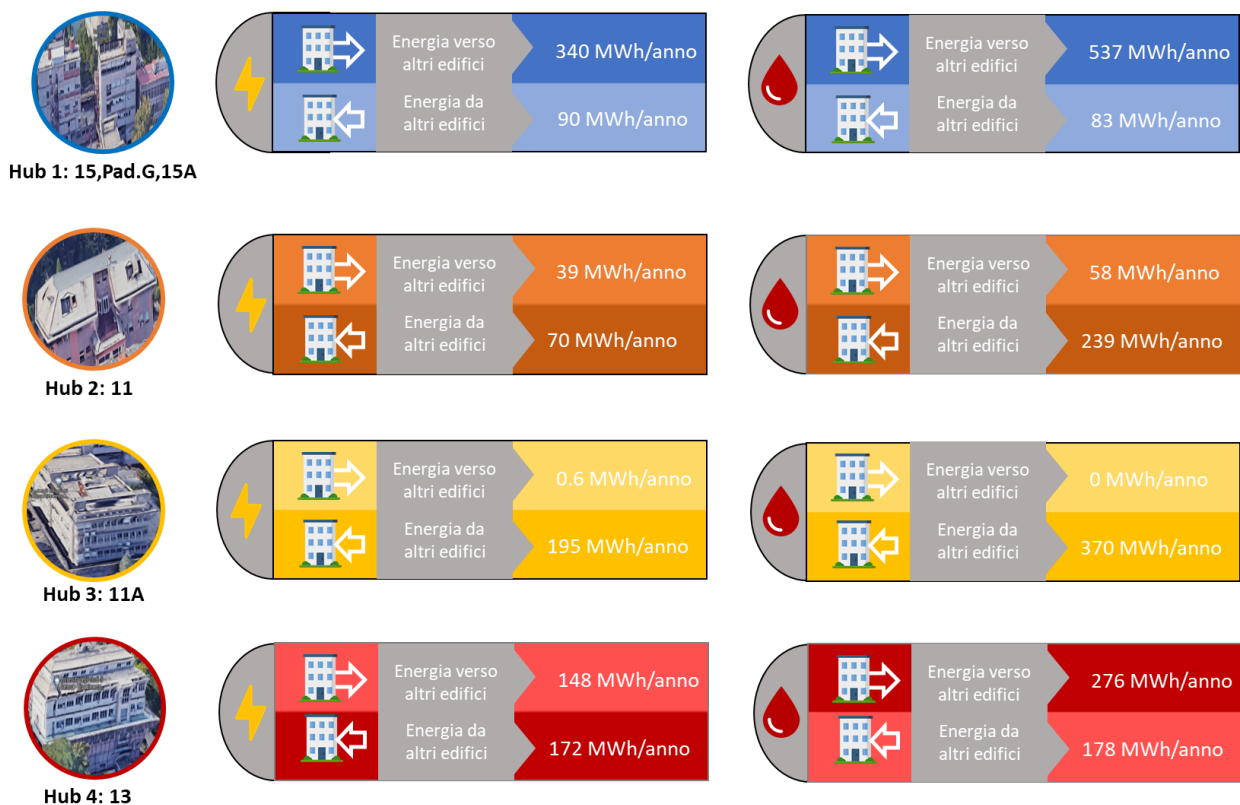 Energia verso
altri edifici
340 MWh/anno
Energia da
altri edifici
90 MWh/anno
Energia verso
altri edifici
537 MWh/anno
Energia da
altri edifici
83 MWh/anno
Hub 1: 15,Pad.G,15A
Energia verso
altri edifici
39 MWh/anno
Energia da
altri edifici
70 MWh/anno
Energia verso
altri edifici
58 MWh/anno
Energia da
altri edifici
239 MWh/anno
Hub 2: 11
Energia verso
altri edifici
0.6 MWh/anno
Energia da
altri edifici
195 MWh/anno
Energia verso
altri edifici
0 MWh/anno
Energia da
altri edifici
370 MWh/anno
Hub 3: 11A
Energia verso
altri edifici
148 MWh/anno
Energia da
altri edifici
172 MWh/anno
Energia verso
altri edifici
276 MWh/anno
Energia da
altri edifici
178 MWh/anno
Hub 4: 13